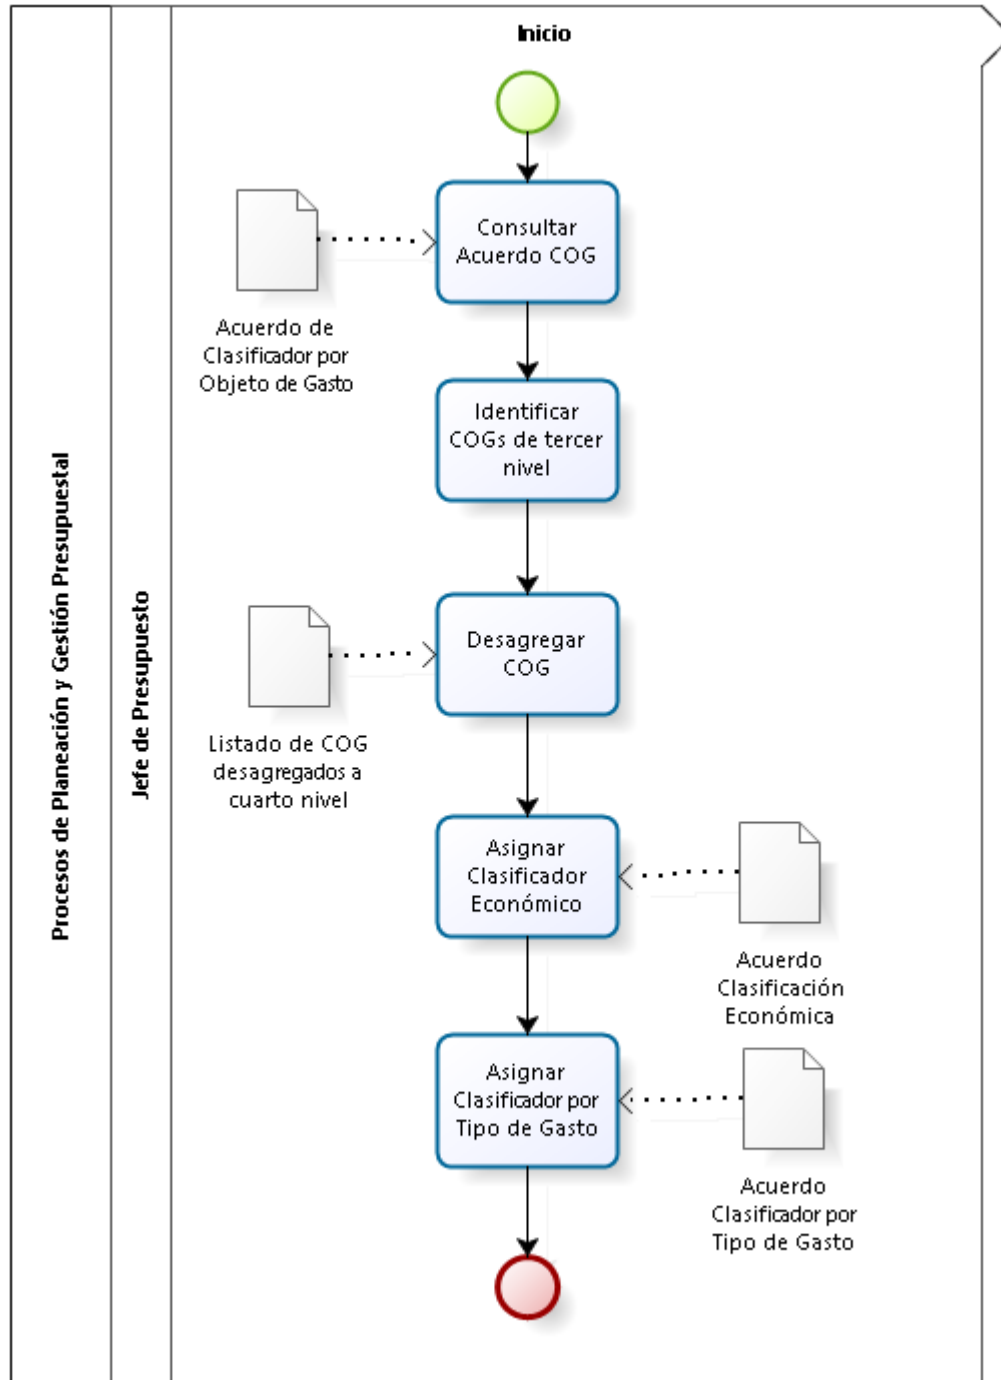 Procesos de Planeación y Gestión Presupuestal
Jefe de Presupuesto
Inicio
Consultar
Acuerdo COG
Acuerdo de
Clasificador por
Objeto de Gasto
Identificar
COGs de tercer
nivel
Desagregar
COG
Listado de COG
desagregados a
cuarto nivel
Asignar
Clasificador
Económico
Acuerdo
Clasificación
Económica
Asignar
Clasificador por
Tipo de Gasto
Acuerdo
Clasificador por
Tipo de Gasto